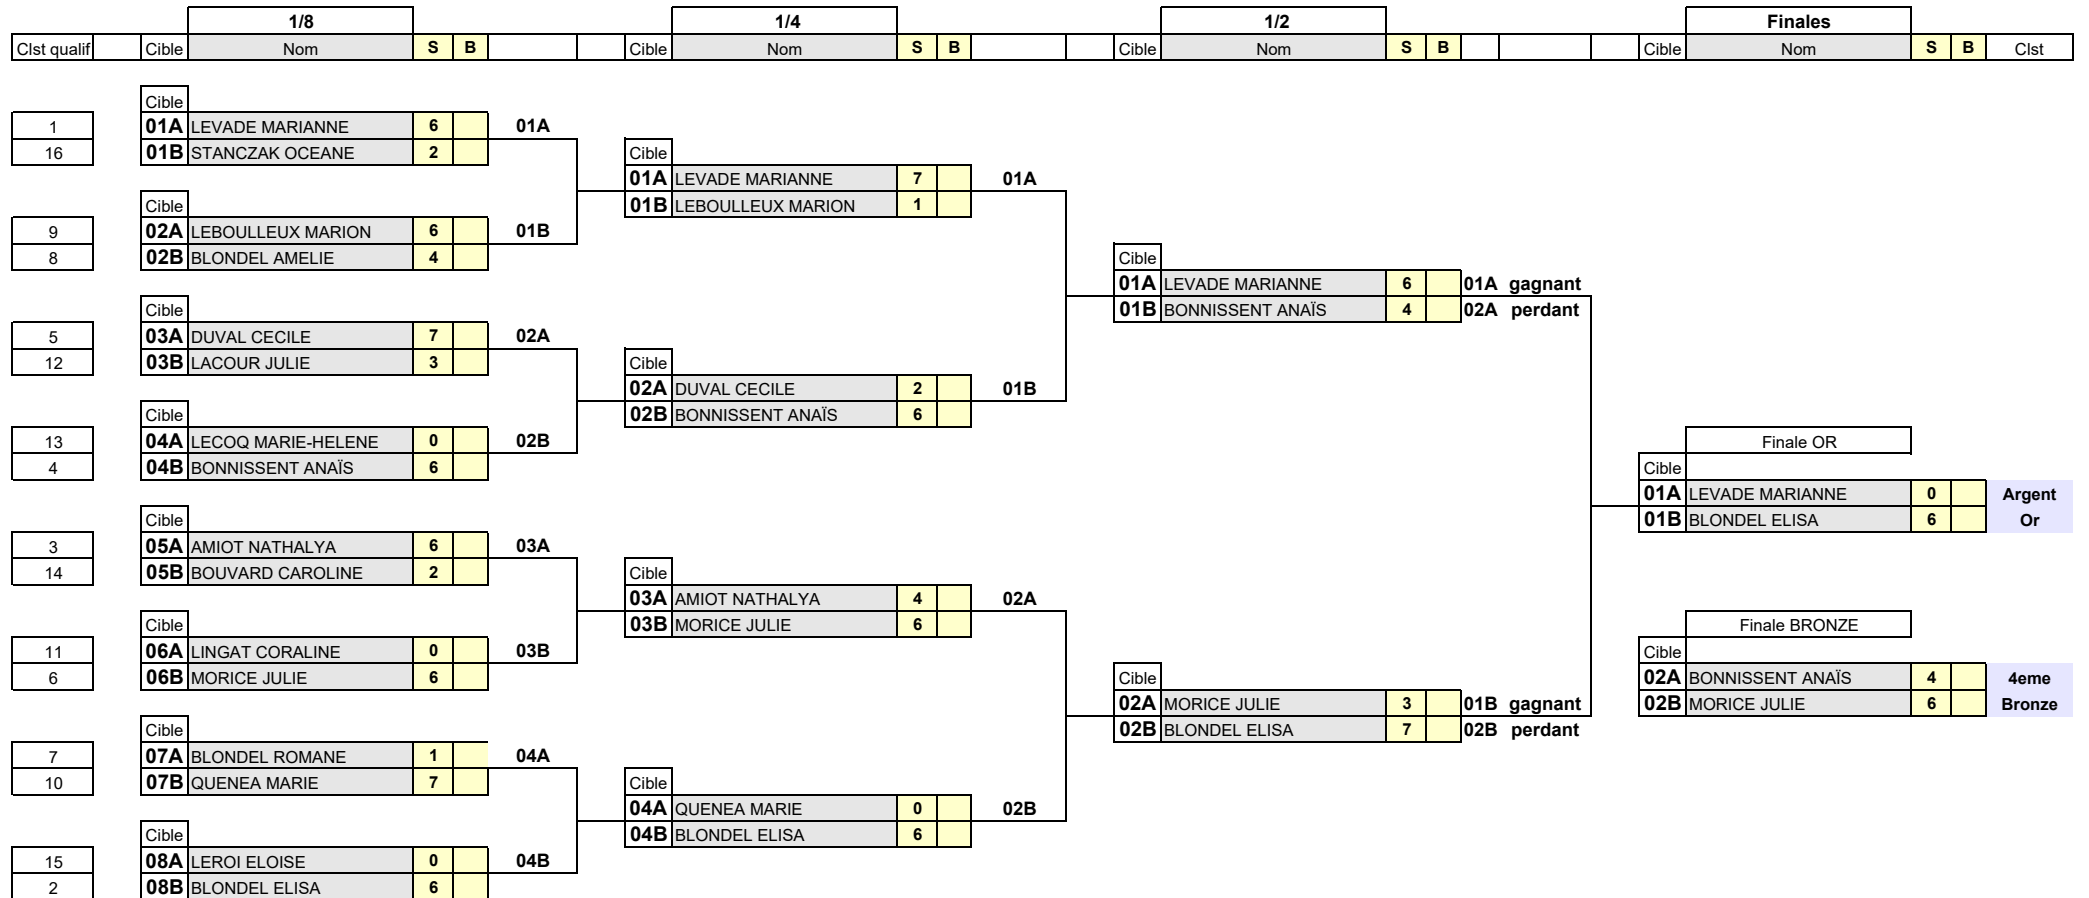 1/8 1/4 1/2 Finales
Clst qualif Cible Nom S B Cible Nom S B Cible Nom S B Cible Nom S B Clst
Cible
1 01A LEVADE MARIANNE 6 01A
16 01B STANCZAK OCEANE 2 Cible
01A LEVADE MARIANNE 7 01A
Cible 01B LEBOULLEUX MARION 1
9 02A LEBOULLEUX MARION 6 01B
8 02B BLONDEL AMELIE 4 Cible
01A LEVADE MARIANNE 6 01A gagnant
Cible 01B BONNISSENT ANAÏS 4 02A perdant
5 03A DUVAL CECILE 7 02A
12 03B LACOUR JULIE 3 Cible
02A DUVAL CECILE 2 01B
Cible 02B BONNISSENT ANAÏS 6
13 04A LECOQ MARIE-HELENE 0 02B Finale OR
4 04B BONNISSENT ANAÏS 6 Cible
01A LEVADE MARIANNE 0 Argent
Cible 01B BLONDEL ELISA 6 Or
3 05A AMIOT NATHALYA 6 03A
14 05B BOUVARD CAROLINE 2 Cible
03A AMIOT NATHALYA 4 02A
Cible 03B MORICE JULIE 6 Finale BRONZE
11 06A LINGAT CORALINE 0 03B Cible
6 06B MORICE JULIE 6 Cible 02A BONNISSENT ANAÏS 4 4eme
02A MORICE JULIE 3 01B gagnant 02B MORICE JULIE 6 Bronze
Cible 02B BLONDEL ELISA 7 02B perdant
7 07A BLONDEL ROMANE 1 04A
10 07B QUENEA MARIE 7 Cible
04A QUENEA MARIE 0 02B
Cible 04B BLONDEL ELISA 6
15 08A LEROI ELOISE 0 04B
2 08B BLONDEL ELISA 6